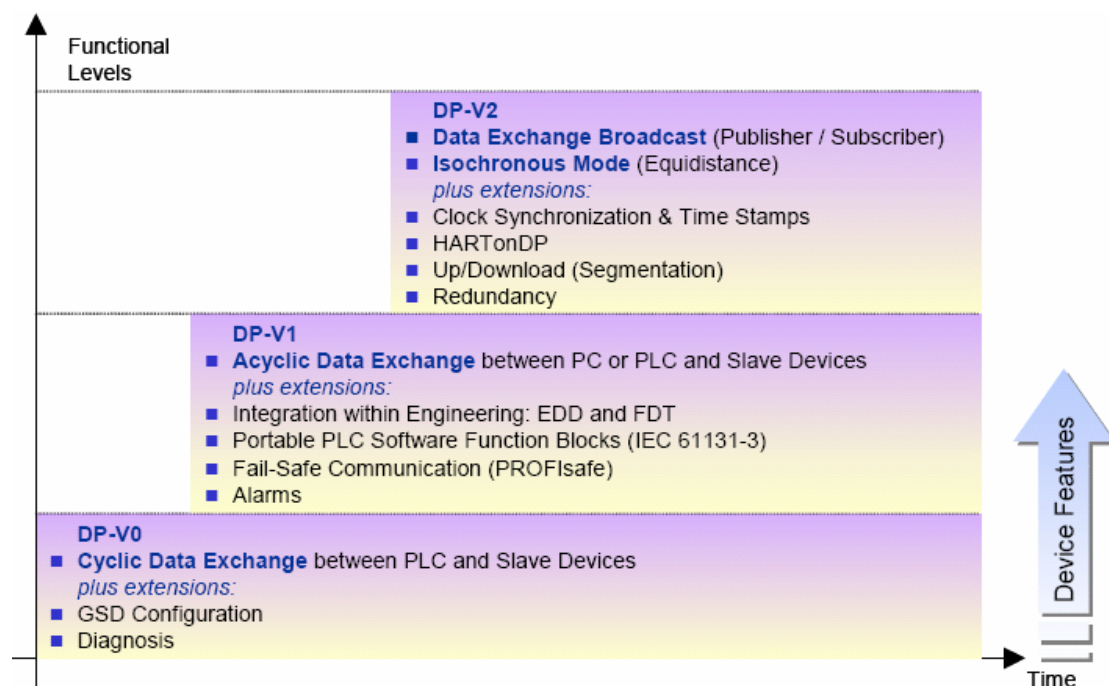 Functional
Levels
DP-V2
Data Exchange Broadcast (Publisher / Subscriber)
Isochronous Mode (Equidistance)
plus extensions:
Clock Synchronization & Time Stamps
HARTonDP
Up/Download (Segmentation)
Redundancy
DP-V1
Acyclic Data Exchange between PC or PLC and Slave Devices
plus extensions:
Integration within Engineering: EDD and FDT
Portable PLC Software Function Blocks (IEC 61131-3)
Fail-Safe Communication (PROFIsafe)
Alarms
DP-V0
Cyclic Data Exchange between PLC and Slave Devices
plus extensions:
GSD Configuration
Diagnosis
Device Features
Time